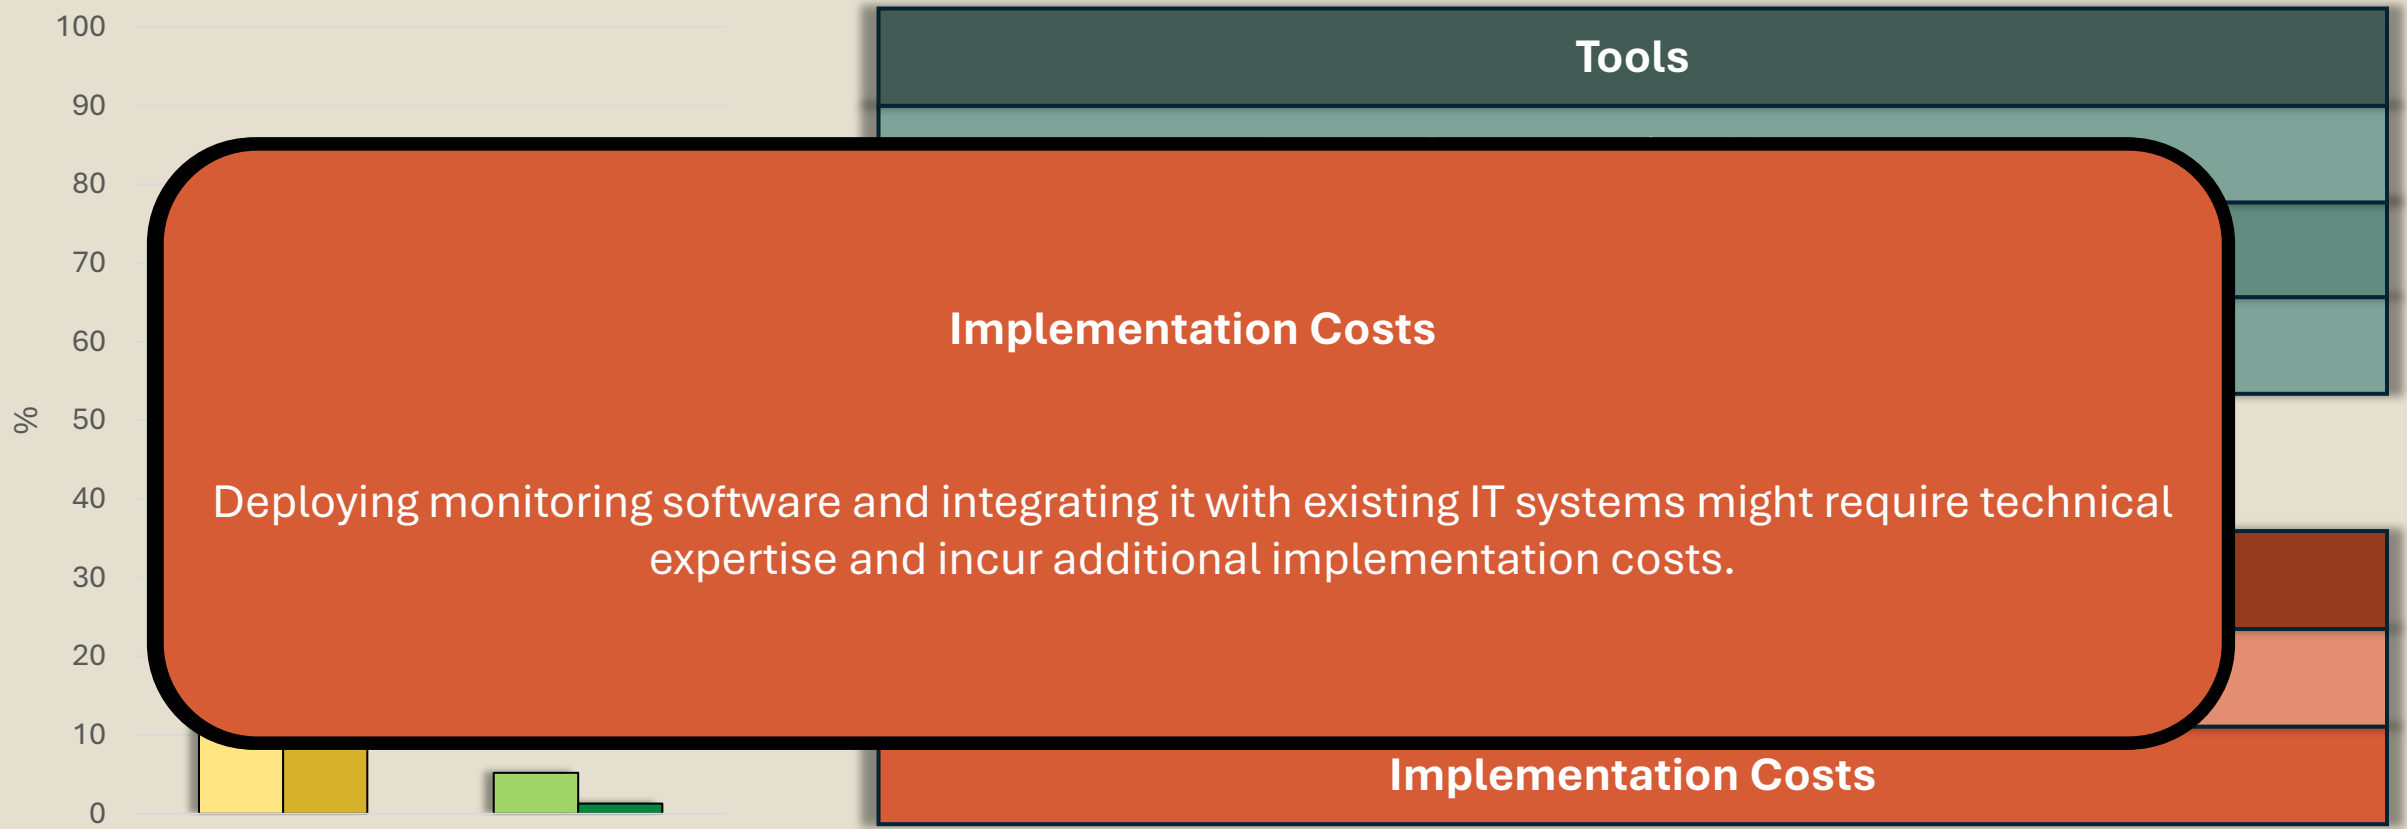 100
90
80
70
60
50
40
30
20
10
0
%
Tools
Implementation Costs
Deploying monitoring software and integrating it with existing IT systems might require technical
expertise and incur additional implementation costs.
Implementation Costs